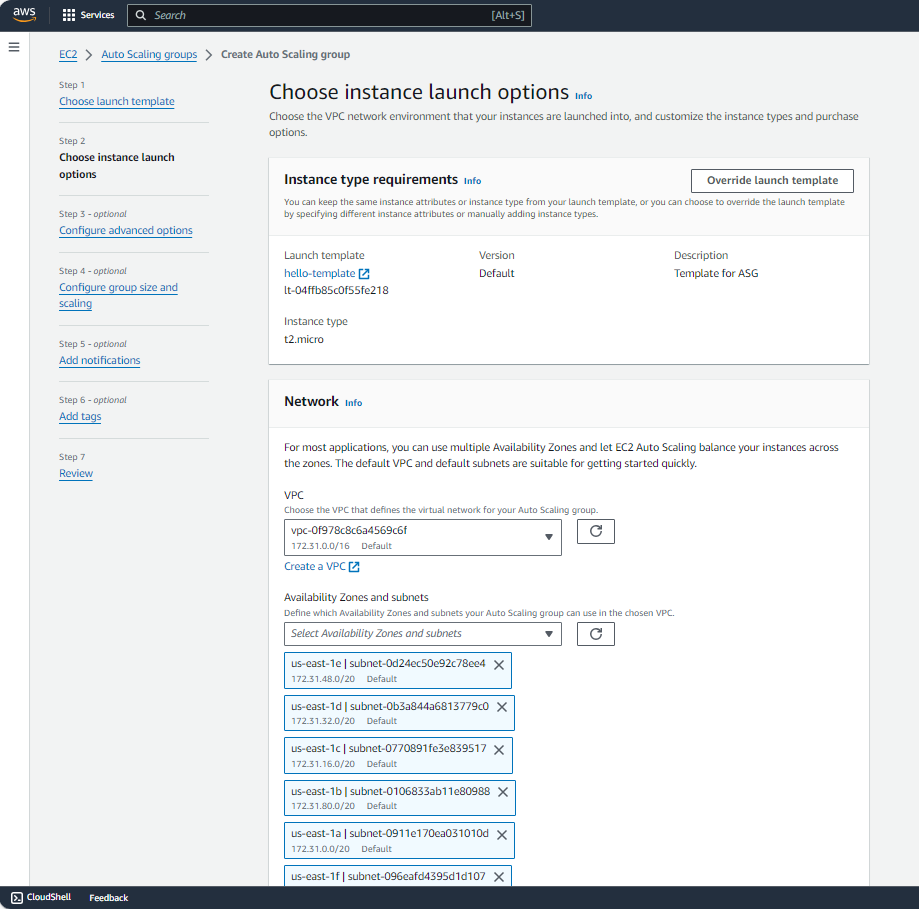 aws
Services
Search
[Alt+S]
EC2
Auto Scaling groups
Create Auto Scaling group
Step 1
Choose launch template
Step 2
Choose instance launch
options
Step 3 - optional
Configure advanced options
Step 4 - optional
Configure group size and
scaling
Step 5 - optional
Add notifications
Step 6 - optional
Add tags
Step 7
Review
Choose instance launch options Info
Choose the VPC network environment that your instances are launched into, and customize the instance types and purchase
options.
Instance type requirements Info
Override launch template
You can keep the same instance attributes or instance type from your launch template, or you can choose to override the launch template
by specifying different instance attributes or manually adding instance types.
Launch template
hello-template
lt-04ffb85c0f55fe218
Version
Default
Description
Template for ASG
Instance type
t2.micro
Network Info
For most applications, you can use multiple Availability Zones and let EC2 Auto Scaling balance your instances across
the zones. The default VPC and default subnets are suitable for getting started quickly.
VPC
Choose the VPC that defines the virtual network for your Auto Scaling group.
vpc-0f978c8c6a4569c6f
172.31.0.0/16 Default
Create a VPC
Availability Zones and subnets
Define which Availability Zones and subnets your Auto Scaling group can use in the chosen VPC.
Select Availability Zones and subnets
us-east-1e | subnet-0d24ec50e92c78ee4
172.31.48.0/20 Default
us-east-1d | subnet-0b3a844a6813779c0
172.31.32.0/20 Default
us-east-1c | subnet-0770891fe3e839517
172.31.16.0/20 Default
us-east-1b | subnet-0106833ab11e80988
172.31.80.0/20 Default
us-east-1a | subnet-0911e170ea031010d
172.31.0.0/20 Default
us-east-1f | subnet-096eafd4395d1d107
CloudShell
Feedback